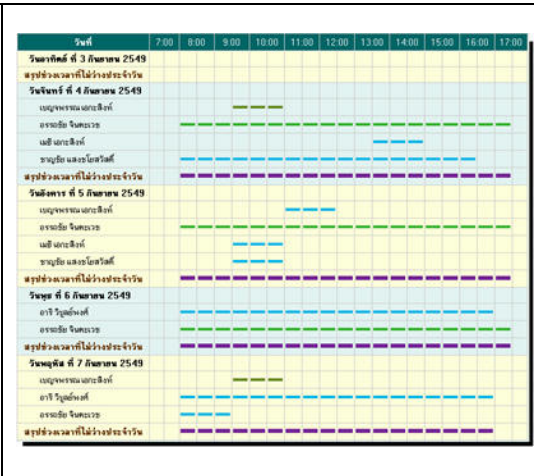 วันที่ 7:00 8:00 9:00 10:00 11:00 12:00 13:00 14:00 15:00 16:00 17:00
วันอาทิตย์ ที่ 3 กันยายน 2549
สรุปช่วงเวลาที่ไม่ว่างประจำวัน
วันจันทร์ ที่ 4 กันยายน 2549
เบญจพรรณ เอกะสิงห์
อรรถชัย จินตะเวช
เมธี เอกะสิงห์
ชาญชัย แสงชโยสวัสดิ์
สรุปช่วงเวลาที่ไม่ว่างประจำวัน
วันอังคาร ที่ 5 กันยายน 2549
เบญจพรรณ เอกะสิงห์
อรรถชัย จินตะเวช
เมธี เอกะสิงห์
ชาญชัย แสงชโยสวัสดิ์
สรุปช่วงเวลาที่ไม่ว่างประจำวัน
วันพุธ ที่ 6 กันยายน 2549
อารี วิบูลย์พงศ์
อรรถชัย จินตะเวช
สรุปช่วงเวลาที่ไม่ว่างประจำวัน
วันพฤหัส ที่ 7 กันยายน 2549
เบญจพรรณ เอกะสิงห์
อารี วิบูลย์พงศ์
อรรถชัย จินตะเวช
สรุปช่วงเวลาที่ไม่ว่างประจำวัน